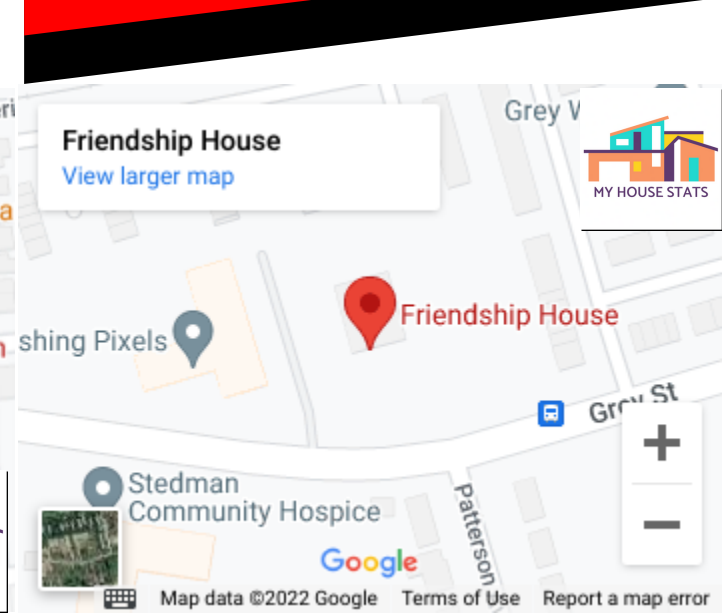 Friendship House
View larger map
Grey
MY HOUSE STATS
Friendship House
shing Pixels
Grey St
Stedman
Community Hospice
Patterson
Google
Map data ©2022 Google Terms of Use Report a map error